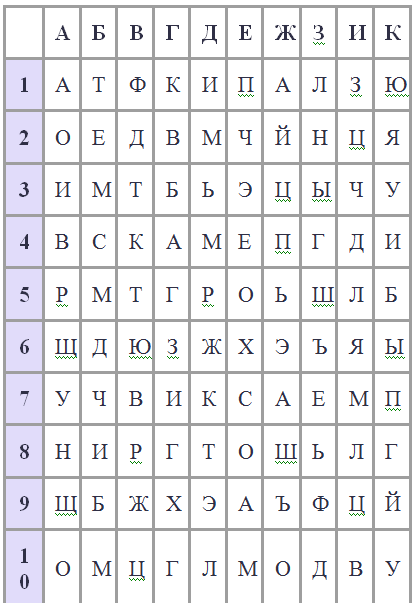 А Б В Г Д Е Ж З И К
1 А Т Ф К И П А Л З Ю
2 О Е Д В М Ч Й Н Ц Я
3 И М Т Б Ь Э Ц Ы Ч У
4 В С К А М Е П Г Д И
5 Р М Т Г Р О Ь Ш Л Б
6 Щ Д Ю З Ж Х Э Ъ Я Ы
7 У Ч В И К С А Е М П
8 Н И Р Г Т О Ш Ь Л Г
9 Щ Б Ж Х Э А Ъ Ф Ц Й
10 О М Ц Г Л М О Д В У